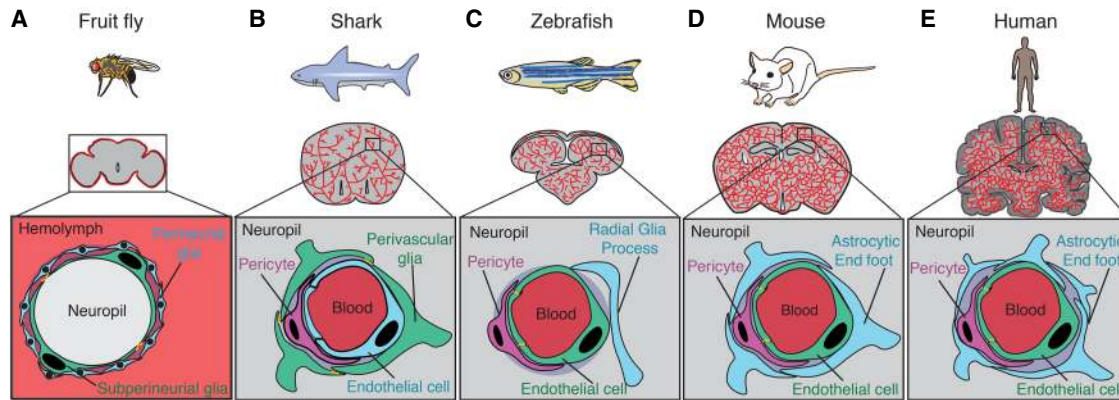 A Fruit fly
B Shark
C Zebrafish
D Mouse
E Human
Hemolymph
Perineurial
glia
Neuropil
Subperineurial glia
Neuropil
Perivascular
glia
Pericyte
Blood
Endothelial cell
Neuropil
Radial Glia
Process
Pericyte
Blood
Endothelial cell
Neuropil
Astrocytic
End foot
Pericyte
Blood
Endothelial cell
Neuropil
Astrocytic
End foot
Pericyte
Blood
Endothelial cell